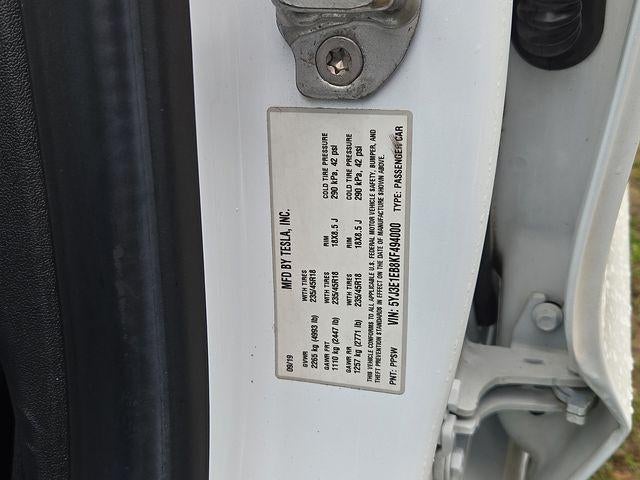 09/19 MFD BY TESLA, INC.
GVWR WITH TIRES RIM COLD TIRE PRESSURE
2265 kg (4993 lb) 235/45R18 18X8.5 J 290 kPa, 42 psi
GAWR FRT WITH TIRES RIM COLD TIRE PRESSURE
1110 kg (2447 lb) 235/45R18 18X8.5 J 290 kPa, 42 psi
GAWR RR
1257 kg (2771 lb) 235/45R18
THIS VEHICLE CONFORMS TO ALL APPLICABLE U.S. FEDERAL MOTOR VEHICLE SAFETY, BUMPER, AND
THEFT PREVENTION STANDARDS IN EFFECT ON THE DATE OF MANUFACTURE SHOWN ABOVE.
PNT: PPSW VIN: 5YJ3E1EB8KF494000 TYPE: PASSENGER CAR